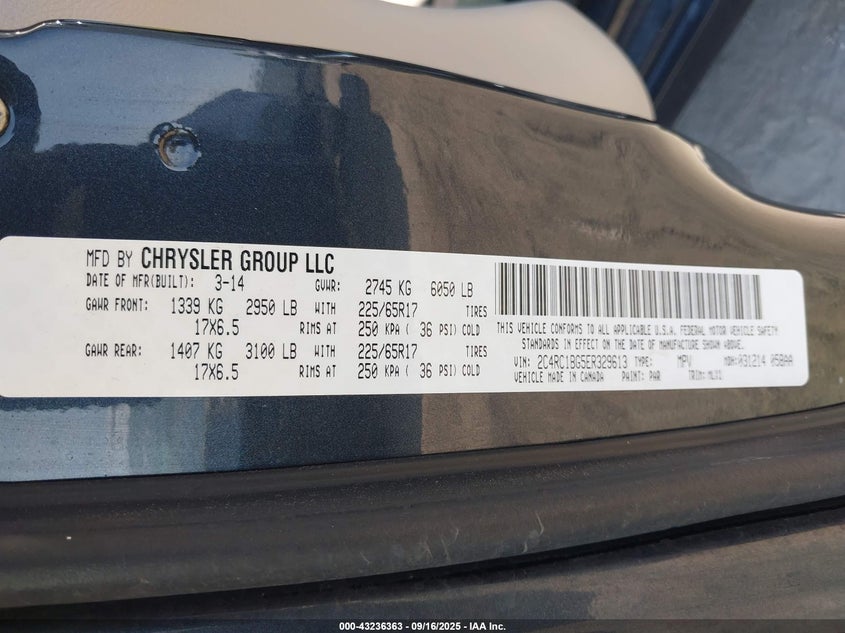 MFD BY CHRYSLER GROUP LLC
DATE OF MFR(BUILT): 3-14 GVWR: 2745 KG 6050 LB
GAWR FRONT: 1339 KG 2950 LB WITH 225/65R17 TIRES
17X6.5 RIMS AT 250 KPA ( 36 PSI) COLD
GAWR REAR: 1407 KG 3100 LB WITH 225/65R17 TIRES
17X6.5 RIMS AT 250 KPA ( 36 PSI) COLD
THIS VEHICLE CONFORMS TO ALL APPLICABLE U.S.A. FEDERAL MOTOR VEHICLE SAFETY
STANDARDS IN EFFECT ON THE DATE OF MANUFACTURE SHOWN ABOVE.
VIN: 2C4RC1BG5ER329613 TYPE: MPV MDH: 031214 058AA
VEHICLE MADE IN CANADA PAINT: PAR TRIM:
000-43236363 - 09/16/2025 - IAA Inc.